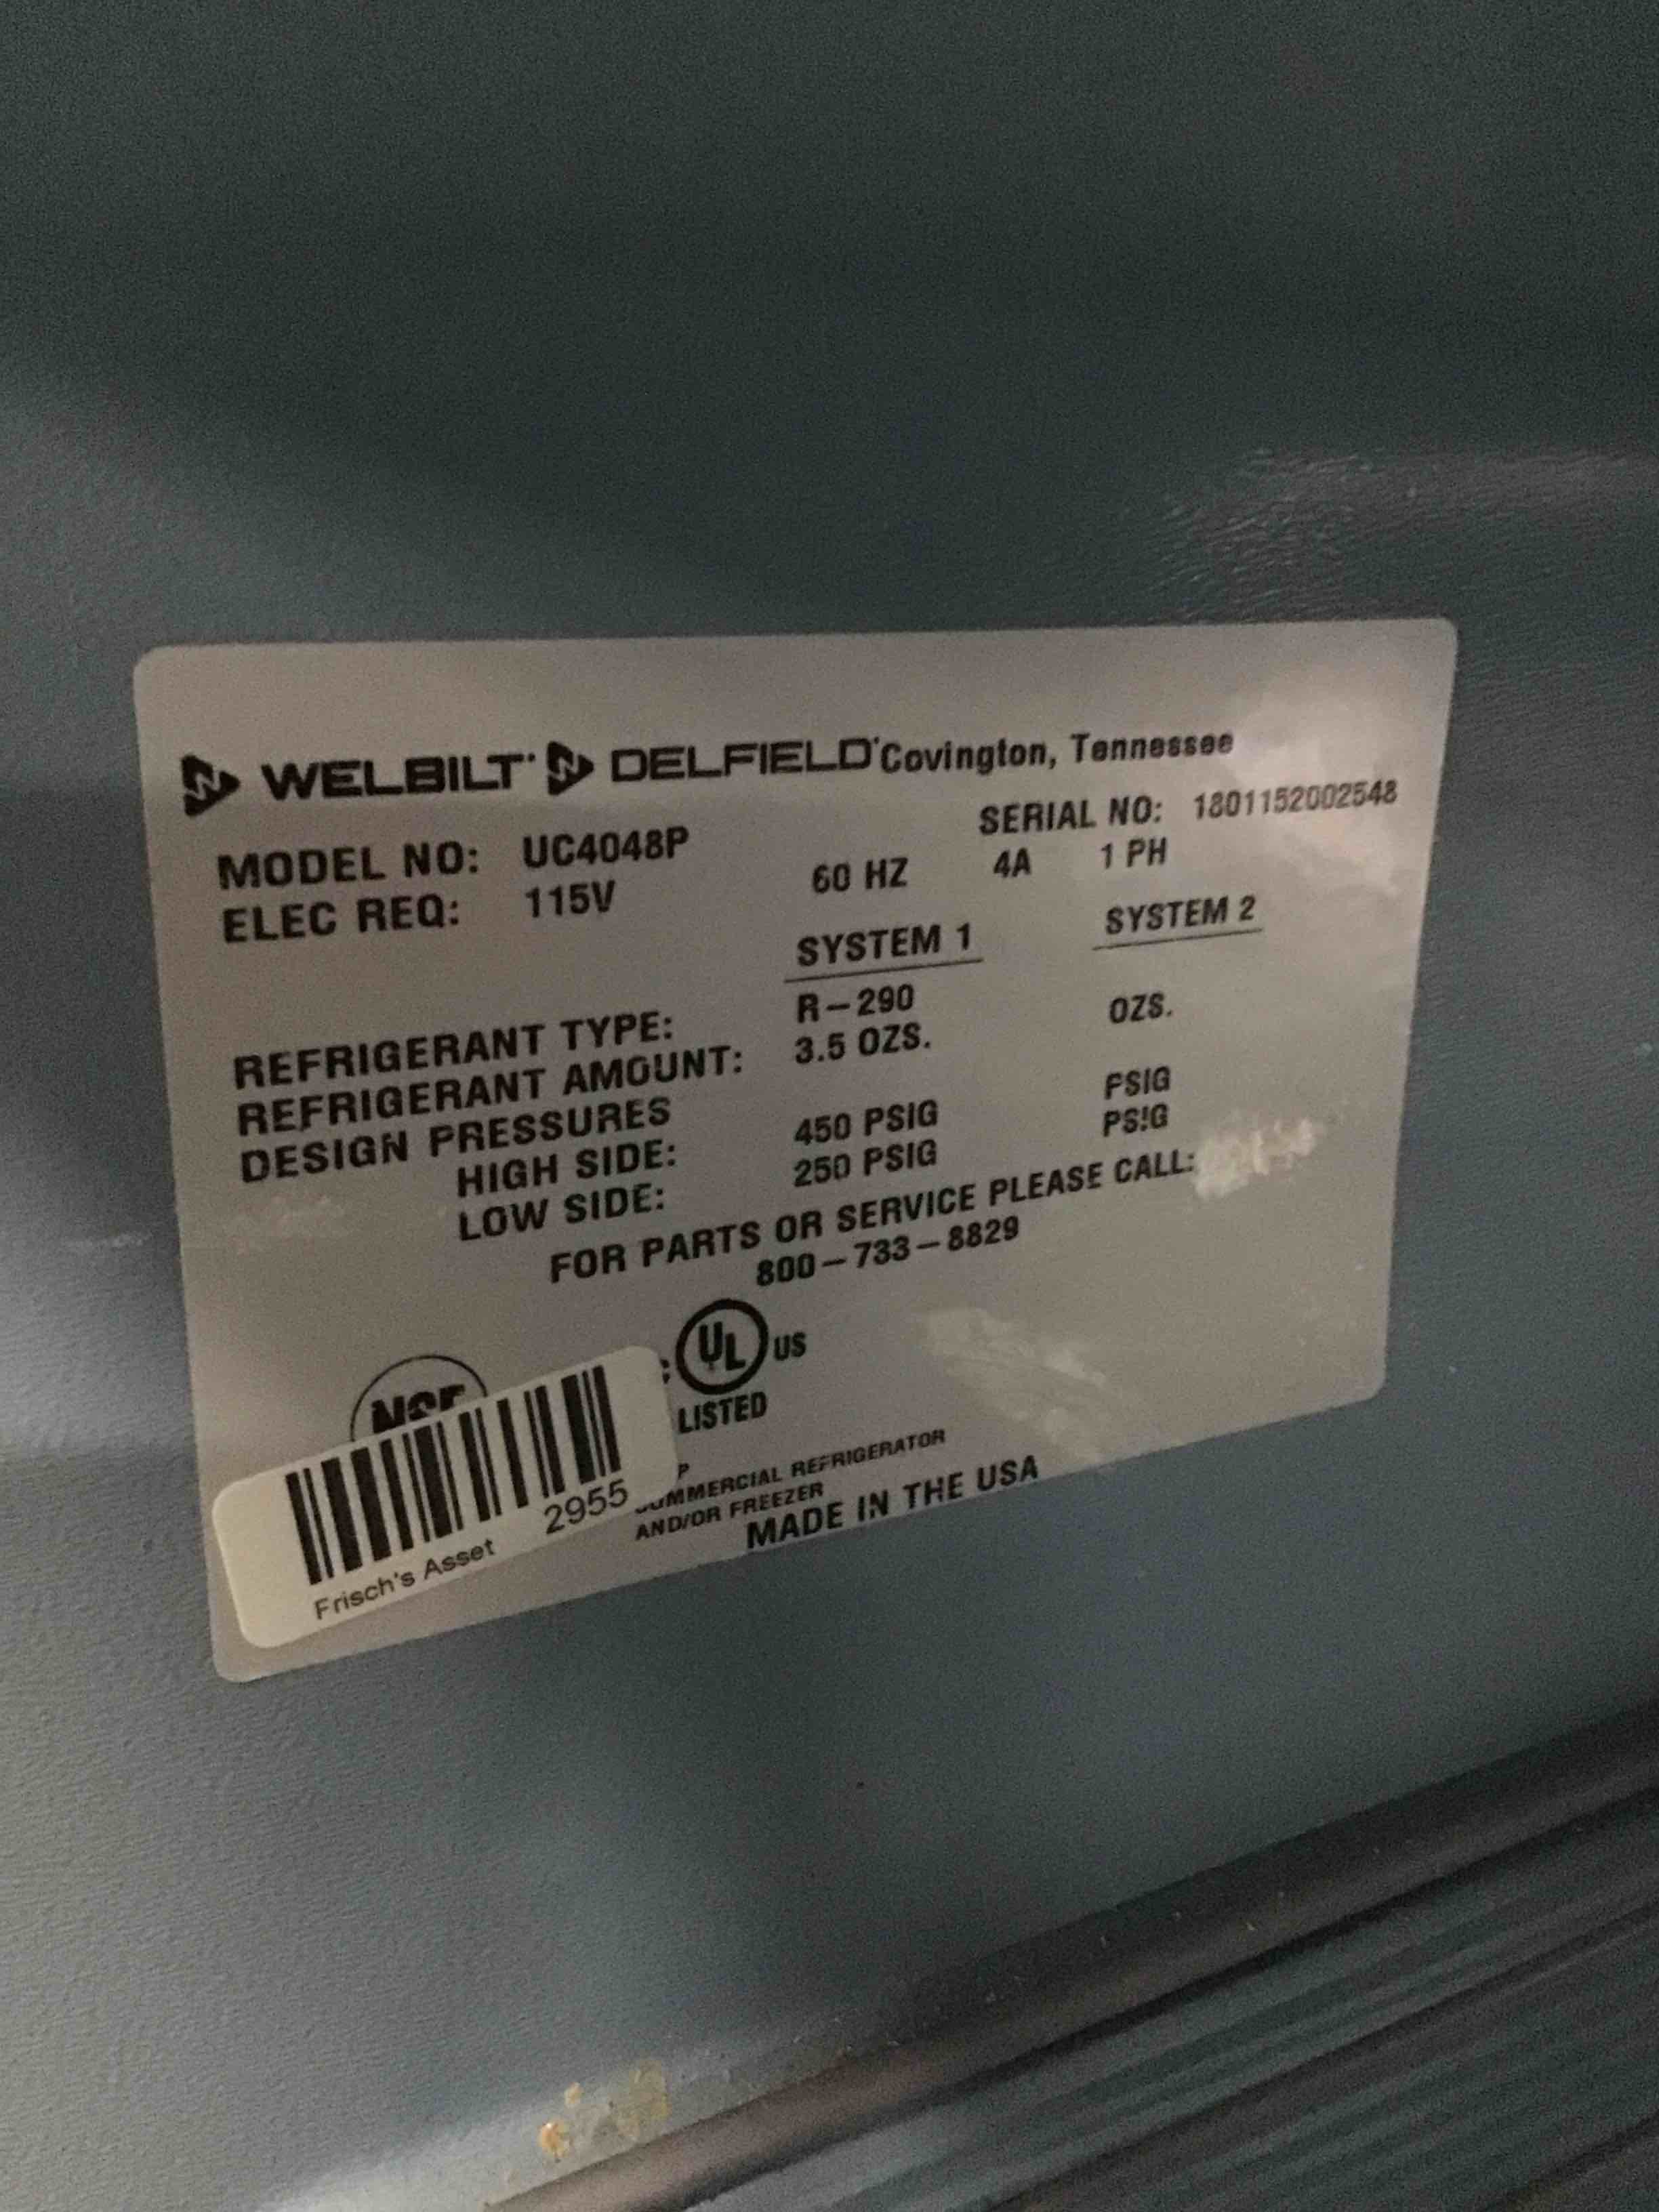 WELBILT DELFIELD Covington, Tennessee
SERIAL NO: 1801152002548
MODEL NO: UC4048P
ELEC REQ: 115V 60 HZ 4A 1 PH
SYSTEM 1 SYSTEM 2
REFRIGERANT TYPE: R-290
REFRIGERANT AMOUNT: 3.5 OZS. OZS.
DESIGN PRESSURES
HIGH SIDE: 450 PSIG PSIG
LOW SIDE: 250 PSIG PSIG
FOR PARTS OR SERVICE PLEASE CALL:
800-733-8829
NSF
UL US
LISTED
P
OMMERCIAL REFRIGERATOR
AND/OR FREEZER
MADE IN THE USA
Frisch's Asset 2955